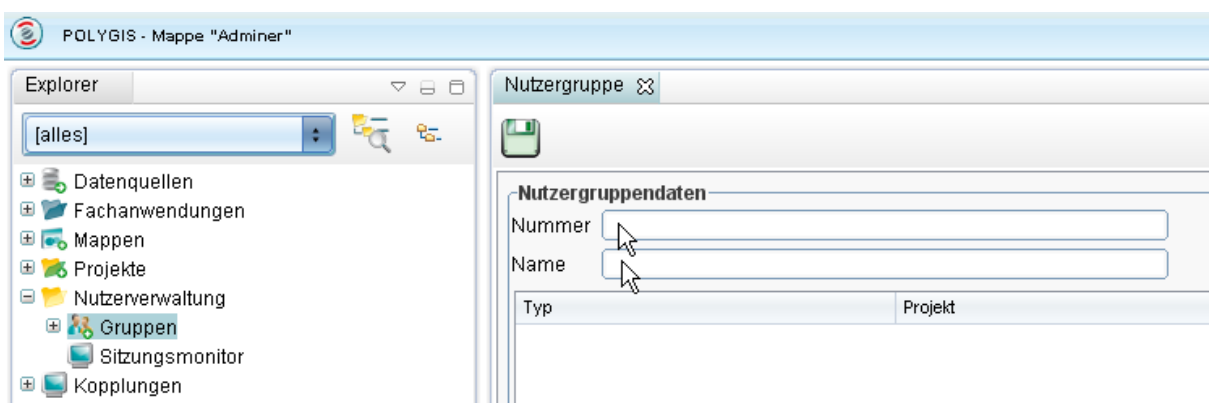 POLYGIS - Mappe "Adminer"
Explorer
[alles]
Datenquellen
Fachanwendungen
Mappen
Projekte
Nutzerverwaltung
Gruppen
Sitzungsmonitor
Kopplungen
Nutzergruppe
Nutzergruppendaten
Nummer
Name
Typ Projekt